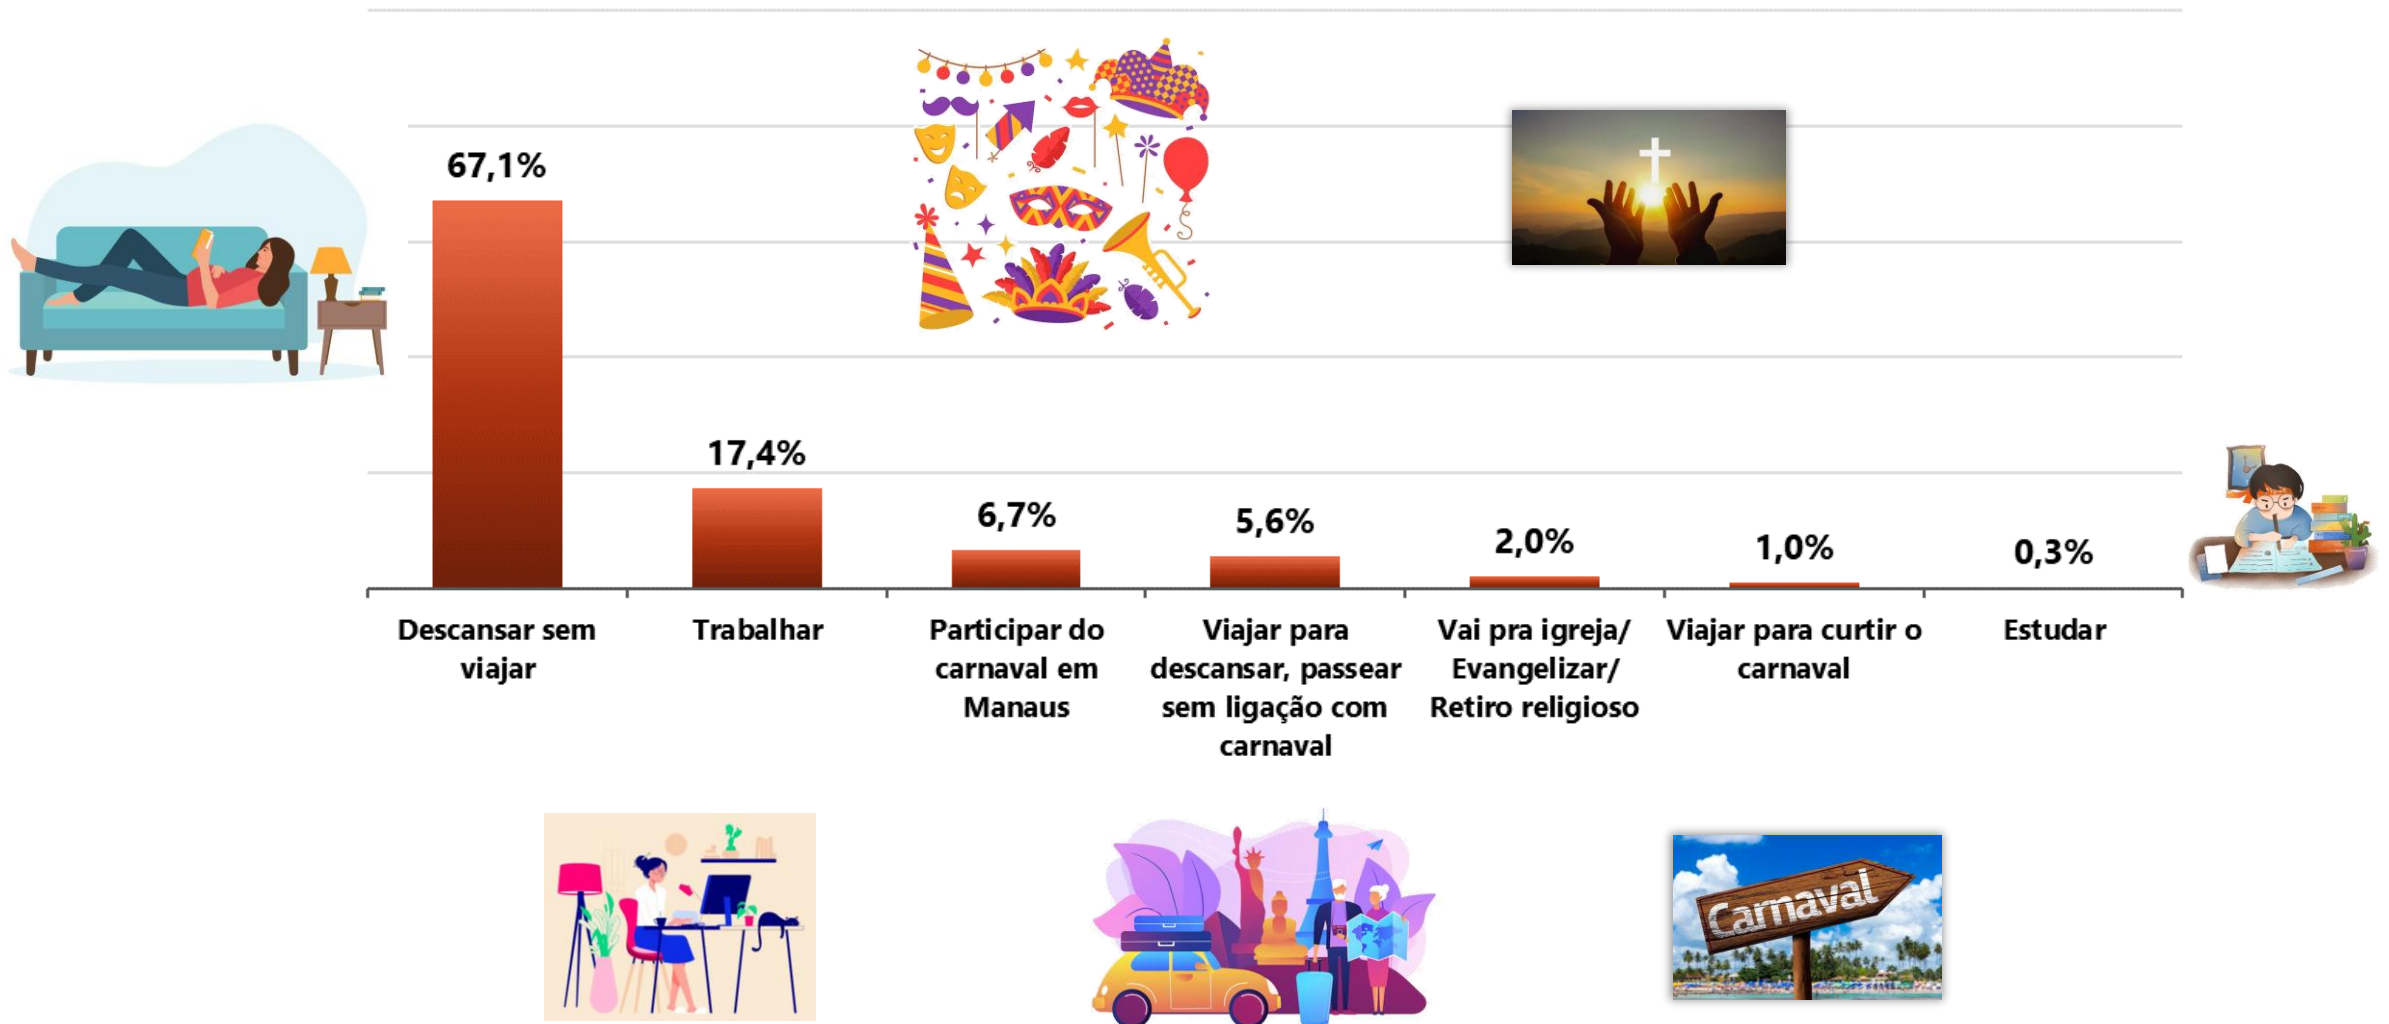 67,1%
17,4%
6,7%
5,6%
2,0%
1,0%
0,3%
Descansar sem
viajar
Trabalhar
Participar do
carnaval em
Manaus
Viajar para
descansar, passear
sem ligação com
carnaval
Vai pra igreja/
Evangelizar/
Retiro religioso
Viajar para curtir o
carnaval
Estudar
Carnaval